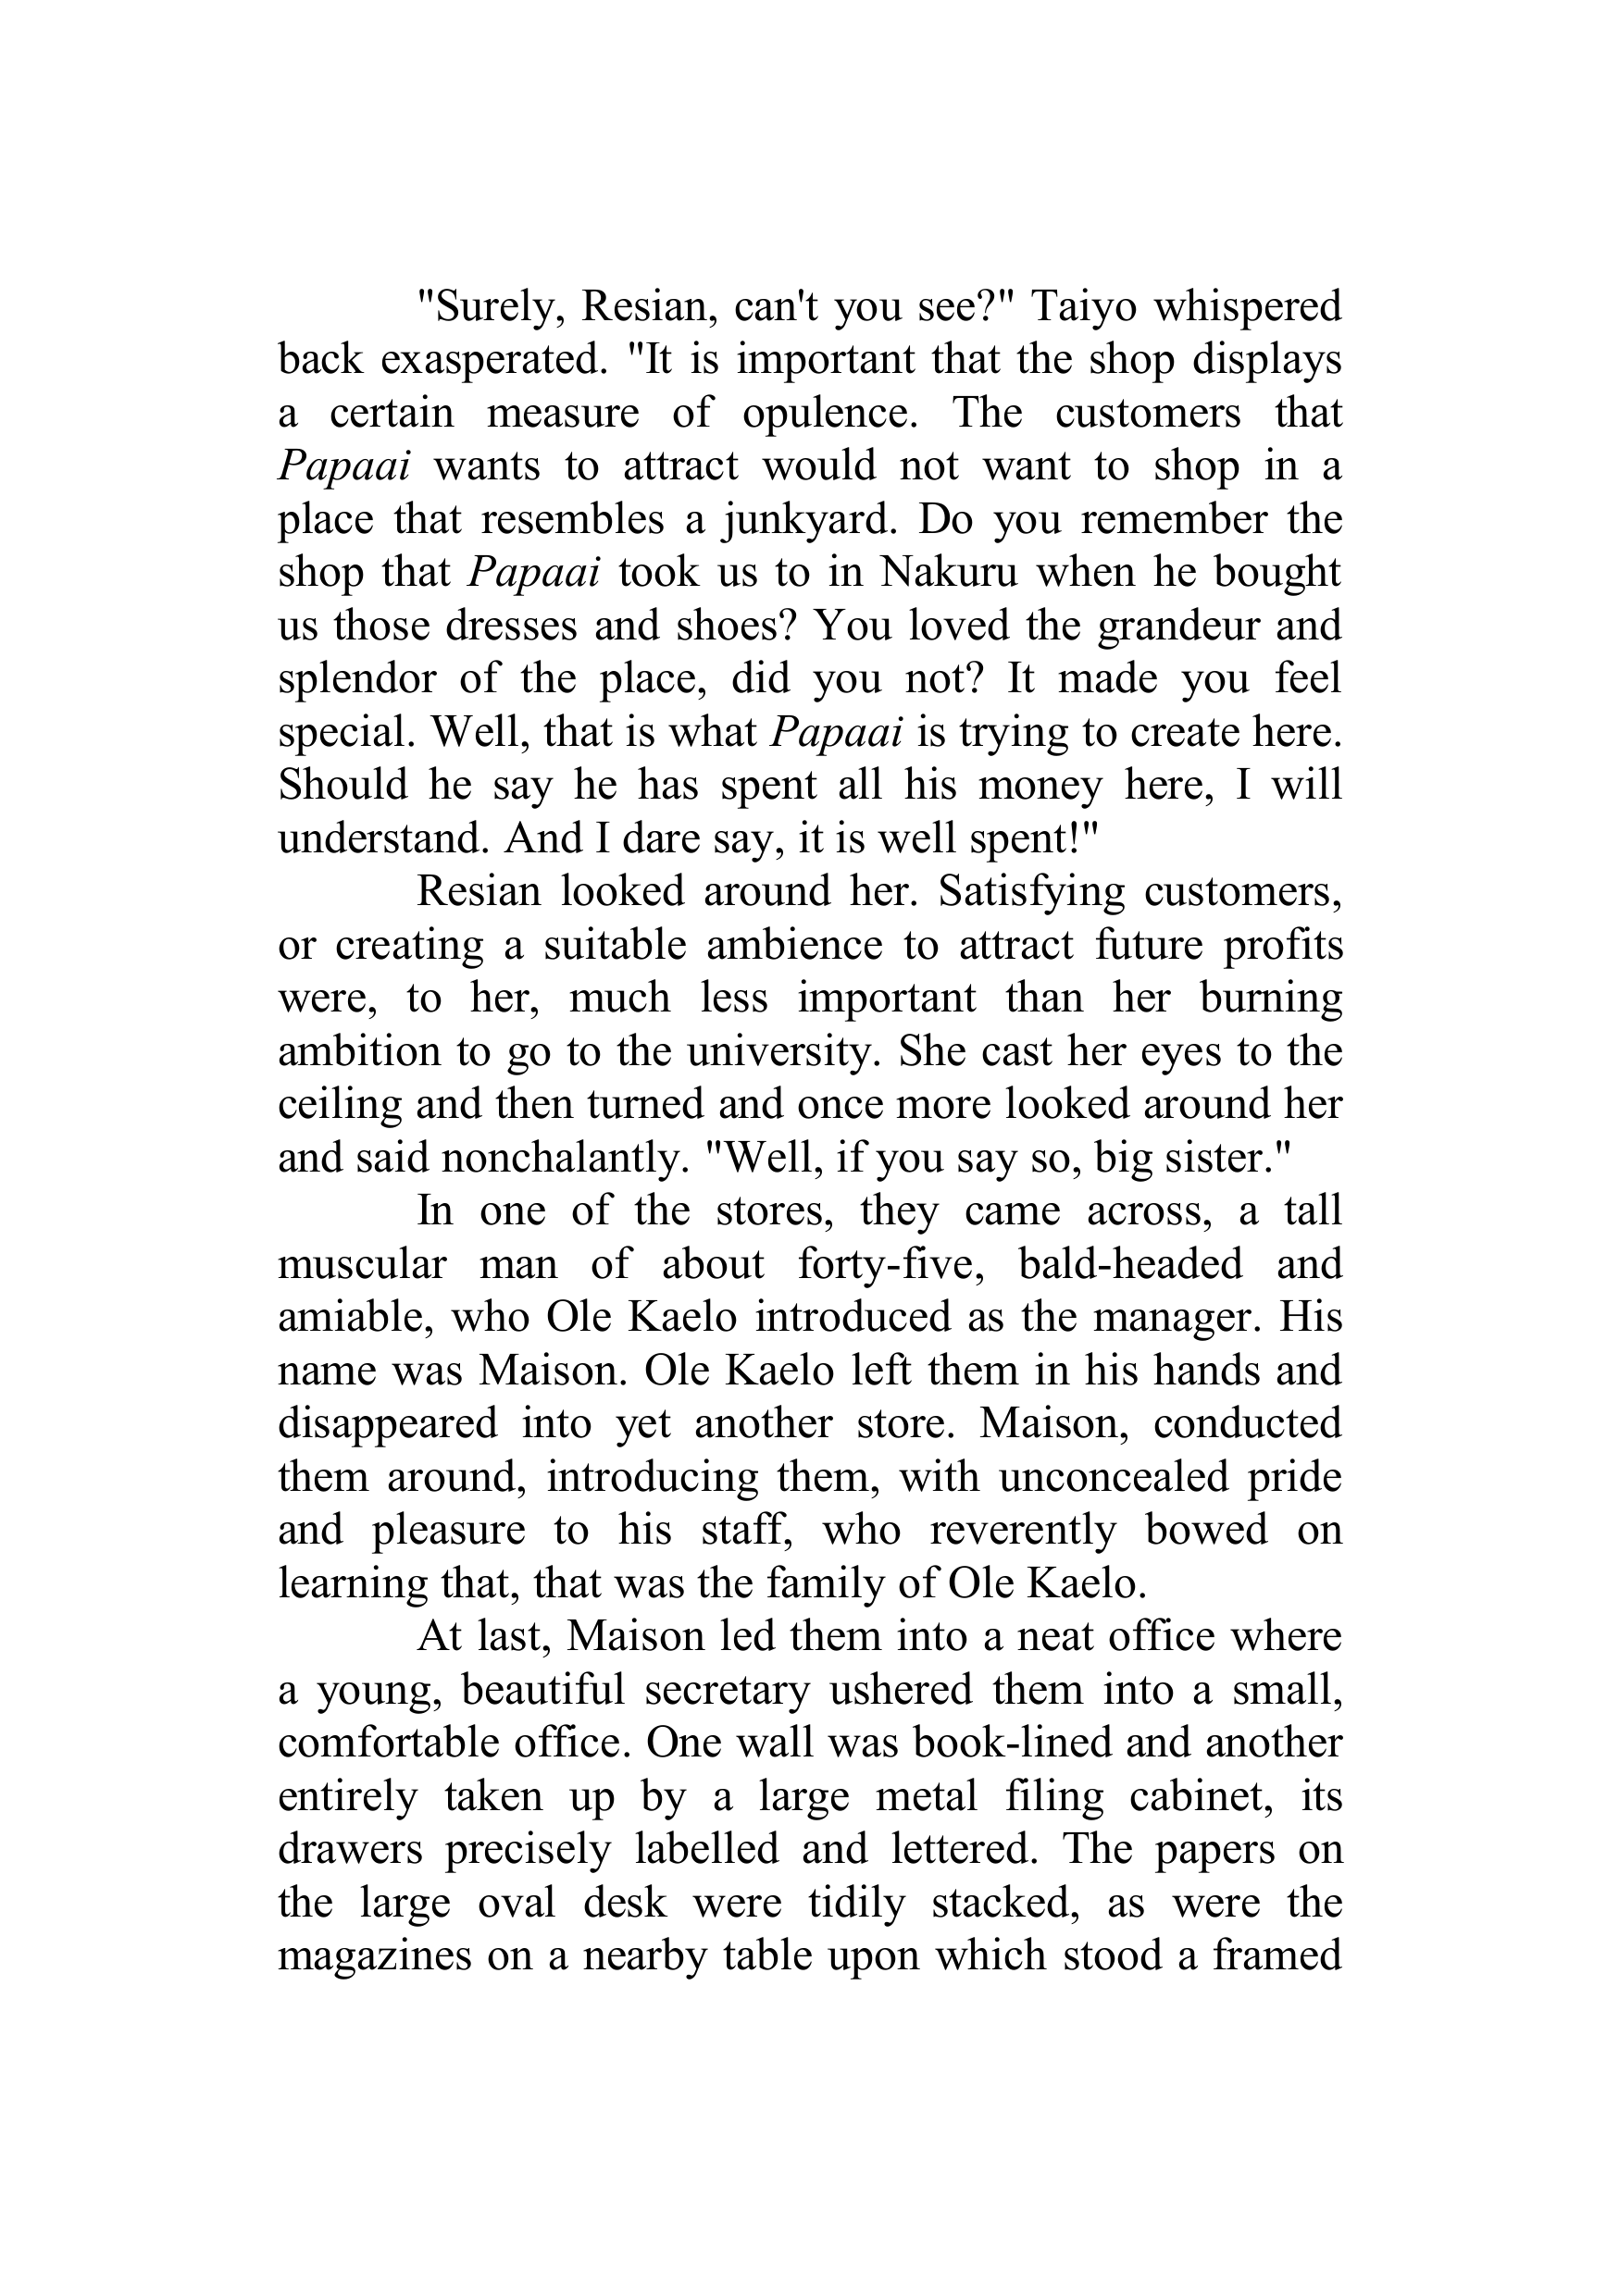 "Surely, Resian, can't you see?" Taiyo whispered
back exasperated. "It is important that the shop displays
a certain measure of opulence. The customers that
Papaai wants to attract would not want to shop in a
place that resembles a junkyard. Do you remember the
shop that Papaai took us to in Nakuru when he bought
us those dresses and shoes? You loved the grandeur and
splendor of the place, did you not? It made you feel
special. Well, that is what Papaai is trying to create here.
Should he say he has spent all his money here, I will
understand. And I dare say, it is well spent!"
Resian looked around her. Satisfying customers,
or creating a suitable ambience to attract future profits
were, to her, much less important than her burning
ambition to go to the university. She cast her eyes to the
ceiling and then turned and once more looked around her
and said nonchalantly. "Well, if you say so, big sister."
In one of the stores, they came across, a tall
muscular man of about forty-five, bald-headed and
amiable, who Ole Kaelo introduced as the manager. His
name was Maison. Ole Kaelo left them in his hands and
disappeared into yet another store. Maison, conducted
them around, introducing them, with unconcealed pride
and pleasure to his staff, who reverently bowed on
learning that, that was the family of Ole Kaelo.
At last, Maison led them into a neat office where
a young, beautiful secretary ushered them into a small,
comfortable office. One wall was book-lined and another
entirely taken up by a large metal filing cabinet, its
drawers precisely labelled and lettered. The papers on
the large oval desk were tidily stacked, as were the
magazines on a nearby table upon which stood a framed